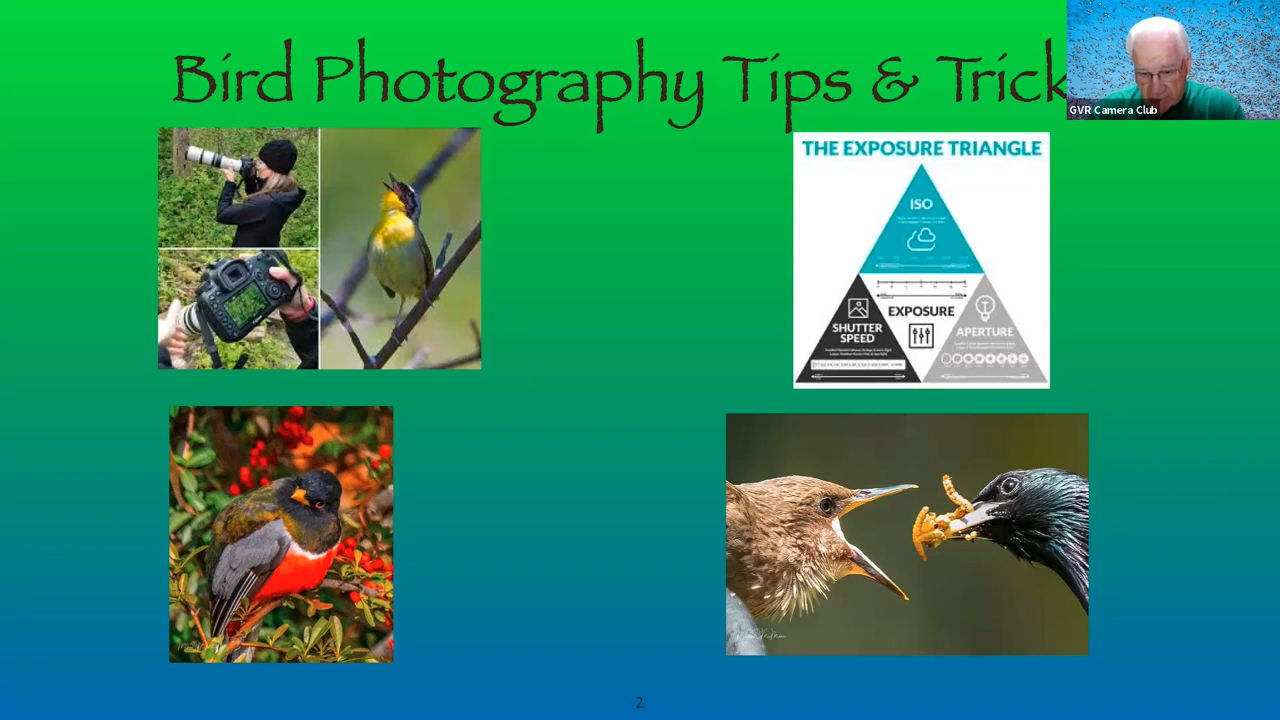 Bird Photography Tips & Trick
GVR Camera Club
THE EXPOSURE TRIANGLE
ISO
EXPOSURE
SHUTTER
SPEED
APERTURE
2